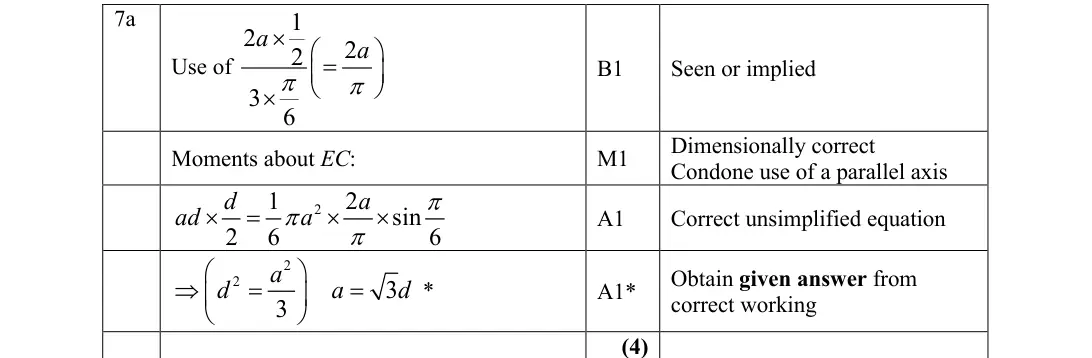 7a
Use of (2a × 1/2) / (3 × π/6) (= 2a/π) B1 Seen or implied
Moments about EC: M1 Dimensionally correct
Condone use of a parallel axis
ad × d/2 = 1/6 πa² × 2a/π × sin π/6 A1 Correct unsimplified equation
⇒ (d² = a²/3) a = √3d * A1* Obtain given answer from
correct working
(4)